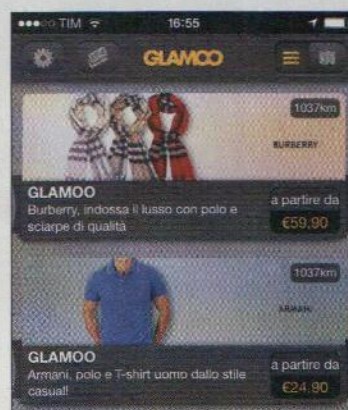 TIM 16:55
GLAMOO
1037km
BURBERRY
GLAMOO
Burberry, indossa il lusso con polo e
sciarpe di qualità
a partire da
€59,90
1037km
ARMANI
GLAMOO
Armani, polo e T-shirt uomo dallo stile
casual!
a partire da
€24,90